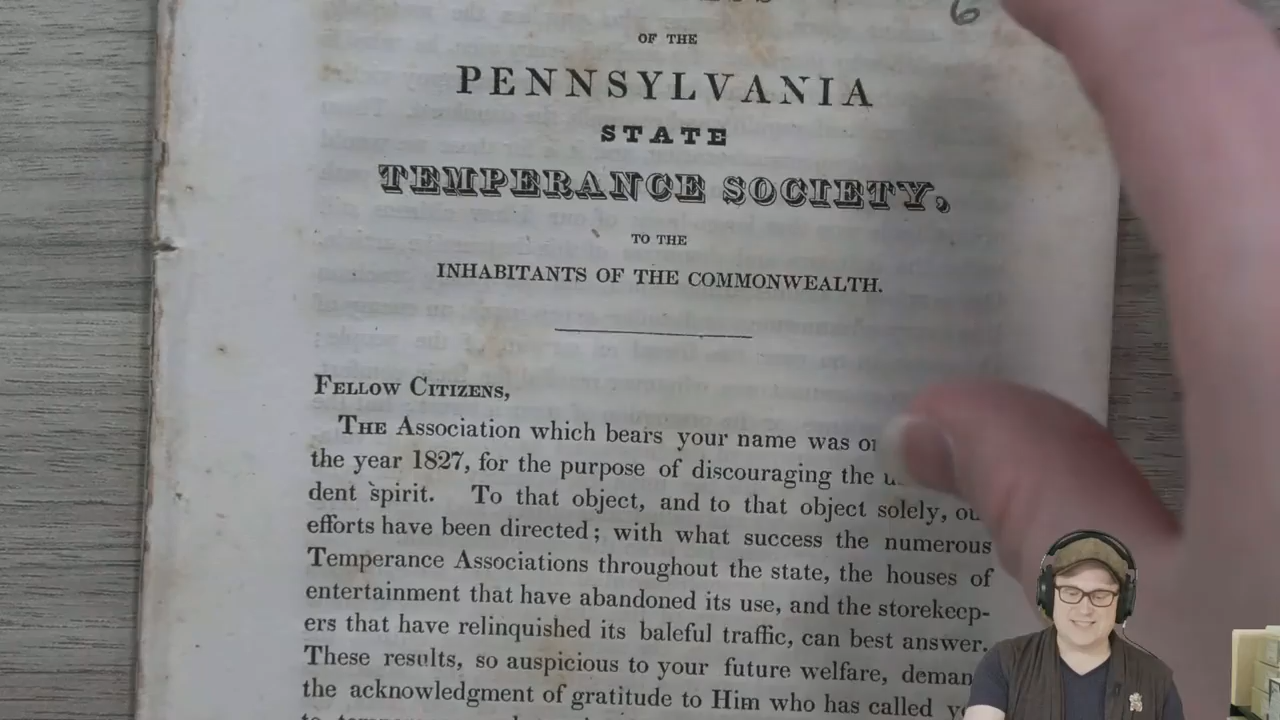 6
OF THE
PENNSYLVANIA
STATE
TEMPERANCE SOCIETY,
TO THE
INHABITANTS OF THE COMMONWEALTH.
FELLOW CITIZENS,
THE Association which bears your name was
the year 1827, for the purpose of discouraging the
dent spirit. To that object, and to that object solely,
efforts have been directed; with what success the numerous
Temperance Associations throughout the state, the houses of
entertainment that have abandoned its use, and the storekeep-
ers that have relinquished its baleful traffic, can best answer.
These results, so auspicious to your future welfare,
the acknowledgment of gratitude to Him who has called